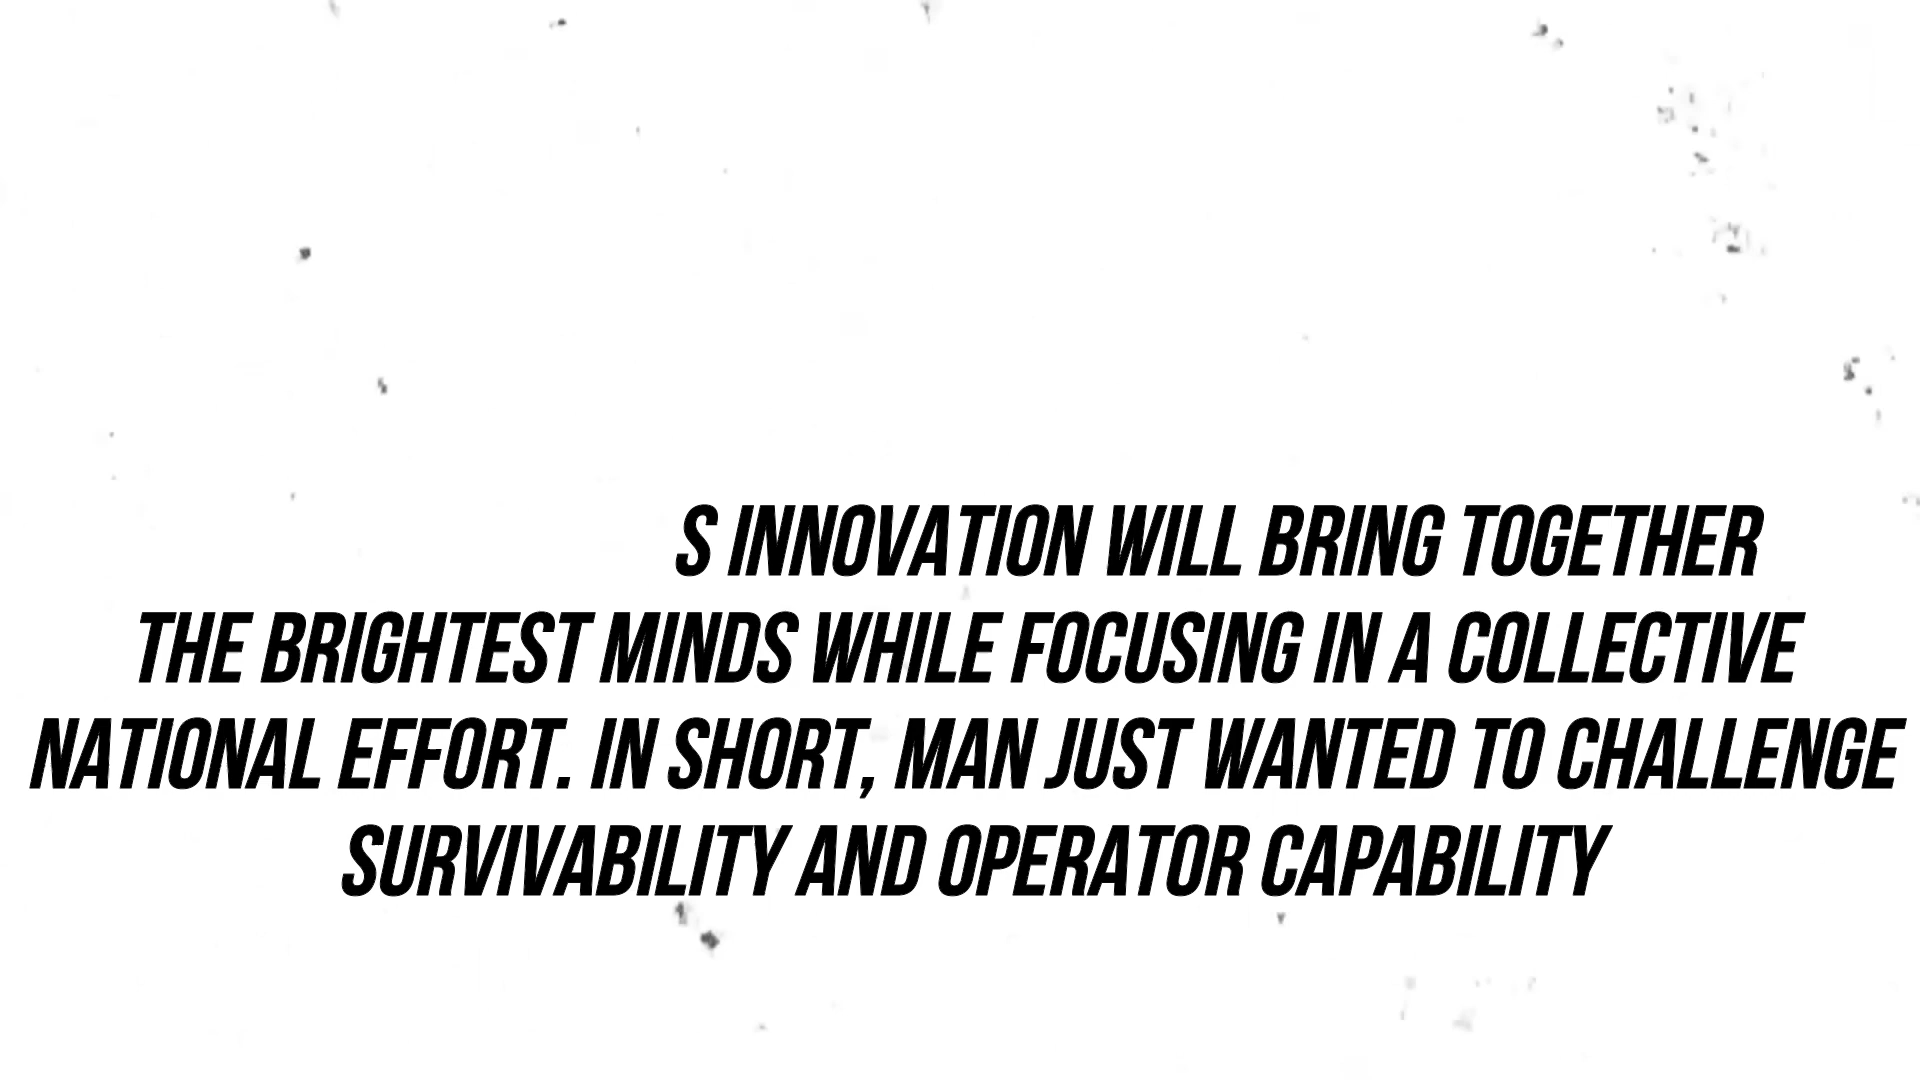 S INNOVATION WILL BRING TOGETHER
THE BRIGHTEST MINDS WHILE FOCUSING IN A COLLECTIVE
NATIONAL EFFORT. IN SHORT, MAN JUST WANTED TO CHALLENGE
SURVIVABILITY AND OPERATOR CAPABILITY